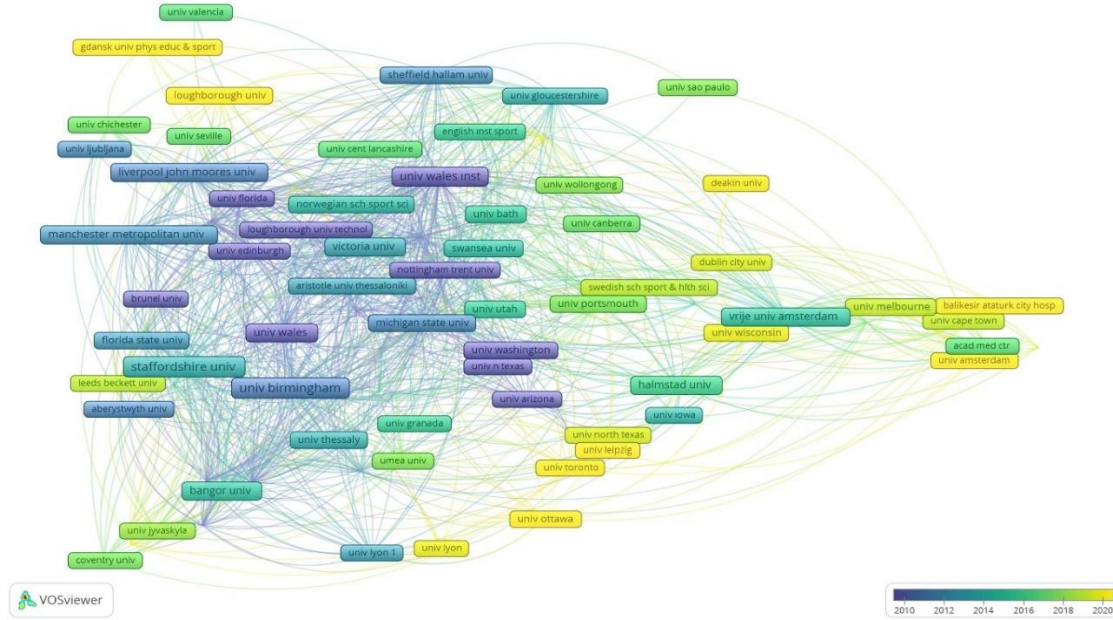 univ valencia
gdansk univ phys educ & sport
sheffield hallam univ
loughborough univ
univ gloucestershire
univ sao paulo
univ chichester
univ seville
english ınst sport
univ ljubljana
univ cent lancashire
liverpool john moores univ
univ wales ınst
univ wollongong
deakin univ
univ florida
norwegian sch sport sci
univ bath
univ canberra
manchester metropolitan univ
loughborough univ technol
univ edinburgh
victoria univ
swansea univ
dublin city univ
nottingham trent univ
aristotle univ thessaloniki
swedish sch sport & hlth sci
brunel univ
univ utah
univ portsmouth
univ melbourne
balikesir ataturk city hosp
vrije univ amsterdam
univ cape town
michigan state univ
univ wales
univ wisconsin
florida state univ
acad med ctr
univ washington
univ amsterdam
staffordshire univ
univ n texas
leeds beckett univ
univ birmingham
halmstad univ
univ arizona
aberystwyth univ
univ ıowa
univ granada
univ thessaly
univ north texas
univ leipzig
umea univ
univ toronto
bangor univ
univ ottawa
univ jyvaskyla
univ lyon 1
univ lyon
coventry univ
VOSviewer
2010 2012 2014 2016 2018 2020